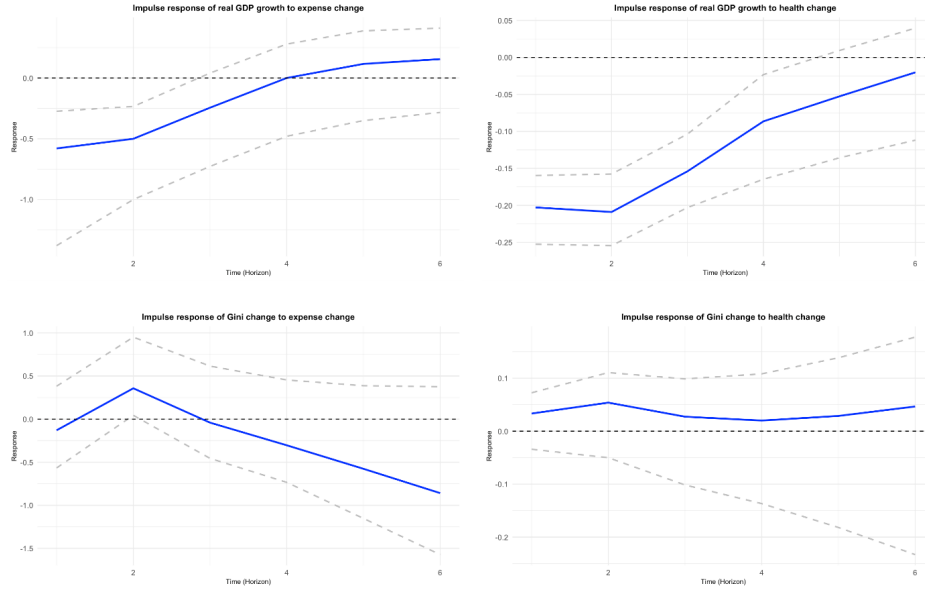 Impulse response of real GDP growth to expense change
Response
0.0
-0.5
-1.0
2
4
6
Time (Horizon)
Impulse response of real GDP growth to health change
Response
0.05
0.00
-0.05
-0.10
-0.15
-0.20
-0.25
2
4
6
Time (Horizon)
Impulse response of Gini change to expense change
Response
1.0
0.5
0.0
-0.5
-1.0
-1.5
2
4
6
Time (Horizon)
Impulse response of Gini change to health change
Response
0.1
0.0
-0.1
-0.2
2
4
6
Time (Horizon)